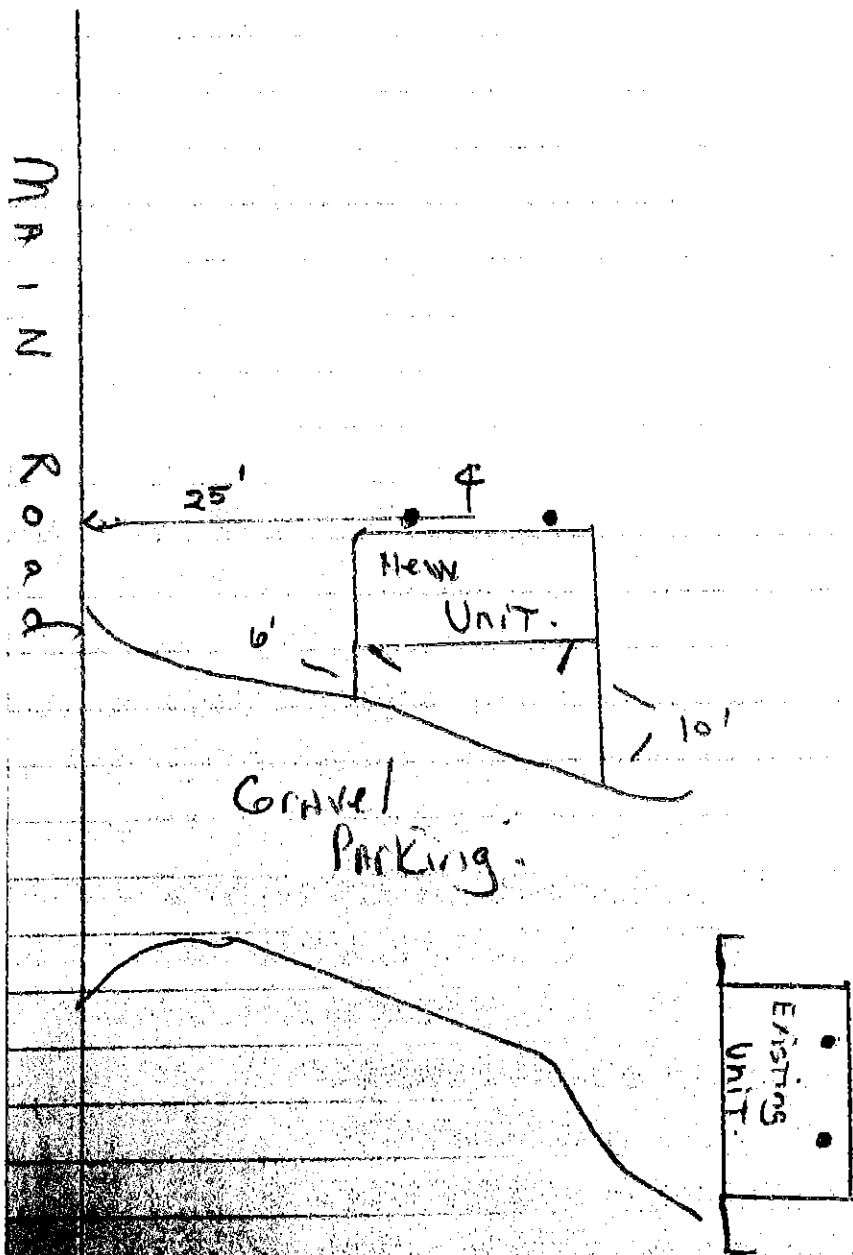 MAIN Road
25'
℄
New
Unit.
6'
10'
Gravel
Parking.
Existing
Unit.